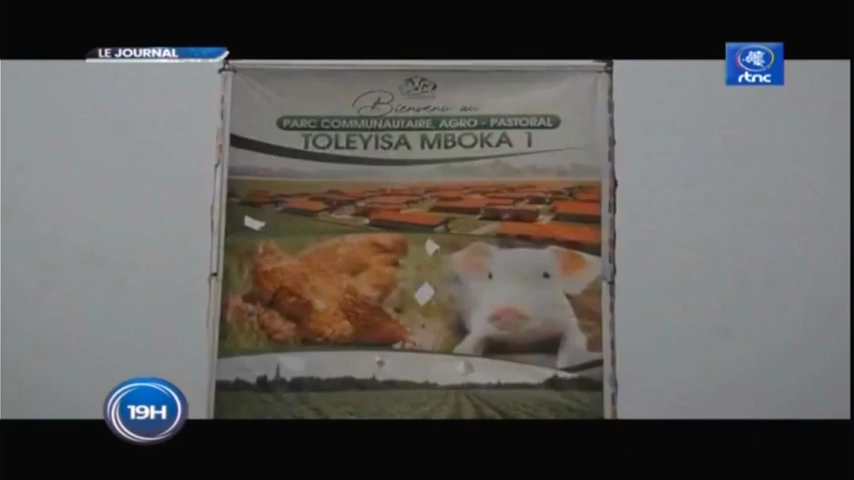 LE JOURNAL
rtnc
Bienvenu au
PARC COMMUNAUTAIRE, AGRO - PASTORAL
TOLEYISA MBOKA 1
19H